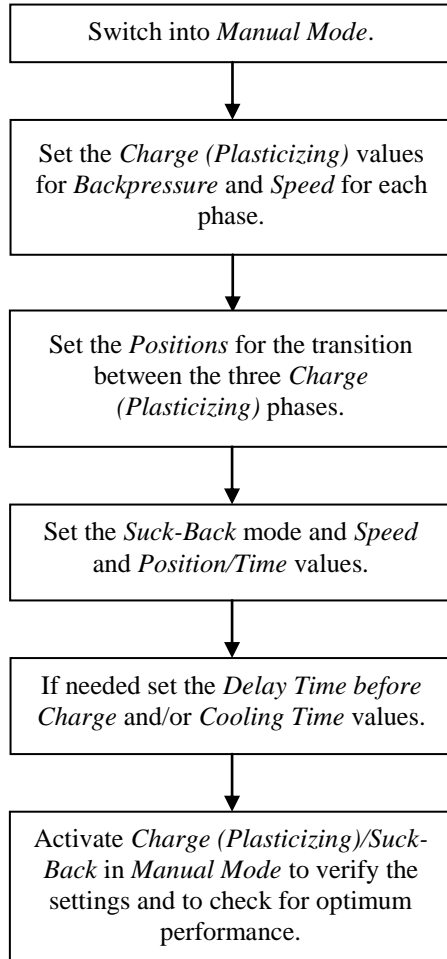 Switch into Manual Mode.
Set the Charge (Plasticizing) values
for Backpressure and Speed for each
phase.
Set the Positions for the transition
between the three Charge
(Plasticizing) phases.
Set the Suck-Back mode and Speed
and Position/Time values.
If needed set the Delay Time before
Charge and/or Cooling Time values.
Activate Charge (Plasticizing)/Suck-
Back in Manual Mode to verify the
settings and to check for optimum
performance.